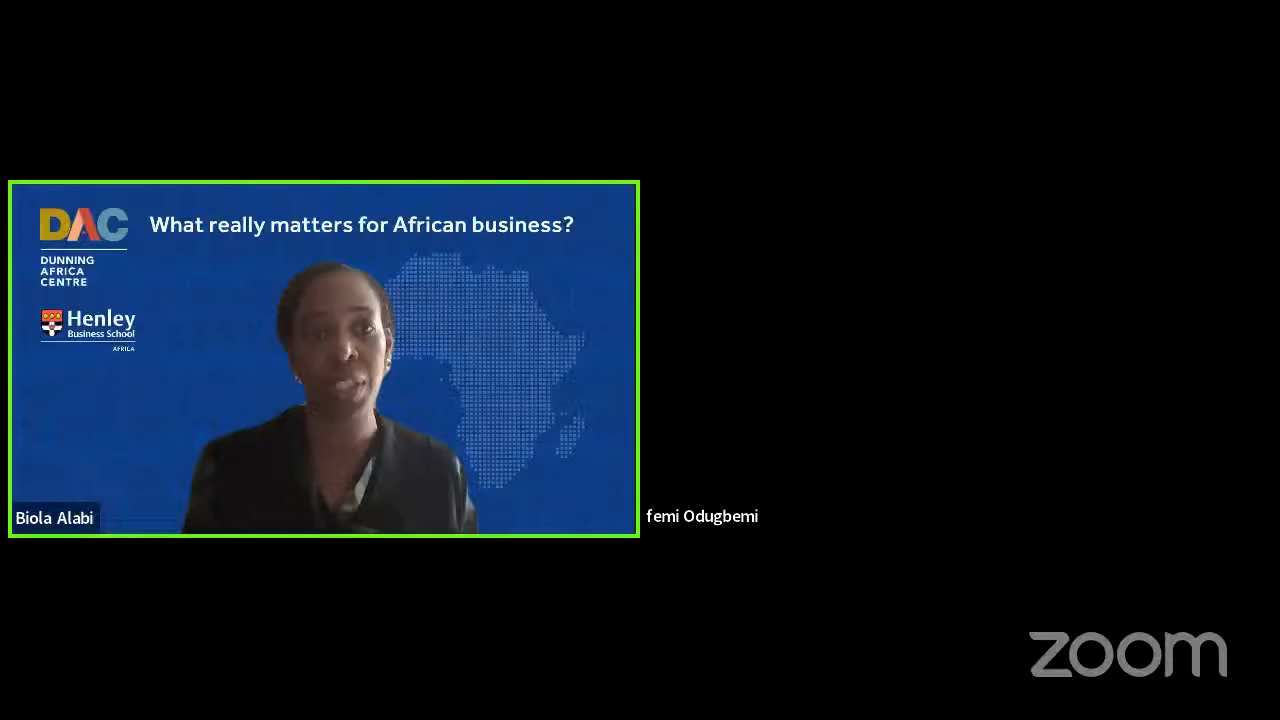 DAC
What really matters for African business?
DUNNING
AFRICA
CENTRE
Henley
Business School
AFRICA
Biola Alabi
femi Odugbemi
zoom